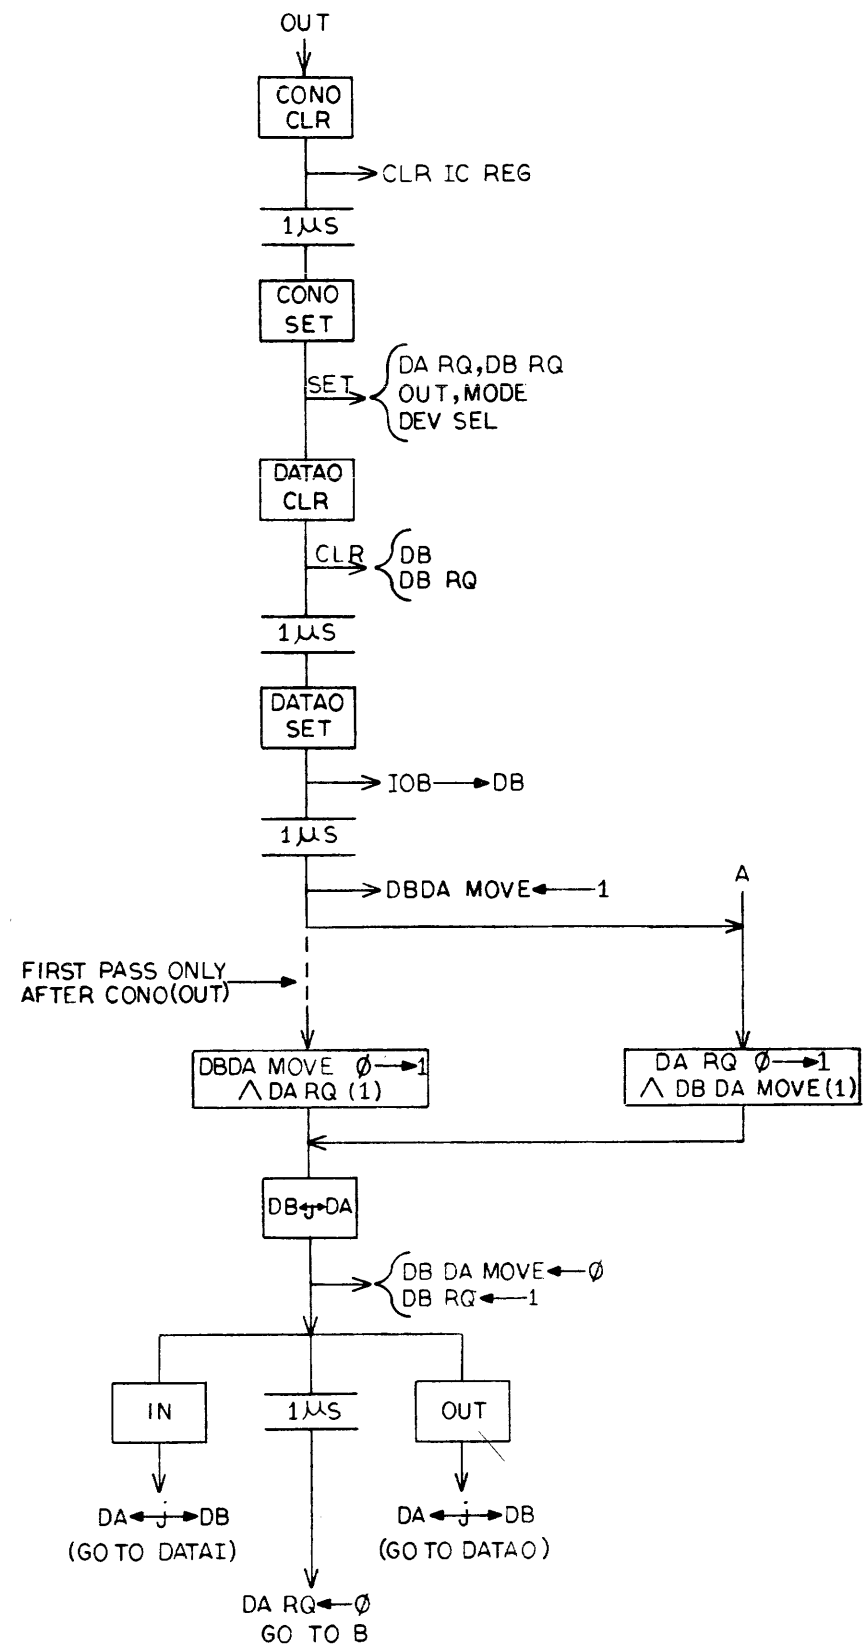 OUT
CONO
CLR
CLR IC REG
1μS
CONO
SET
SET
DA RQ,DB RQ
OUT,MODE
DEV SEL
DATAO
CLR
CLR
DB
DB RQ
1μS
DATAO
SET
IOB→DB
1μS
DBDA MOVE←1
A
FIRST PASS ONLY
AFTER CONO(OUT)
DBDA MOVE Ø→1
∧ DA RQ (1)
DA RQ Ø→1
∧ DB DA MOVE(1)
DB↔j DA
DB DA MOVE←Ø
DB RQ←1
IN
1μS
OUT
DA←j→DB
(GO TO DATAI)
DA←j→DB
(GO TO DATAO)
DA RQ←Ø
GO TO B